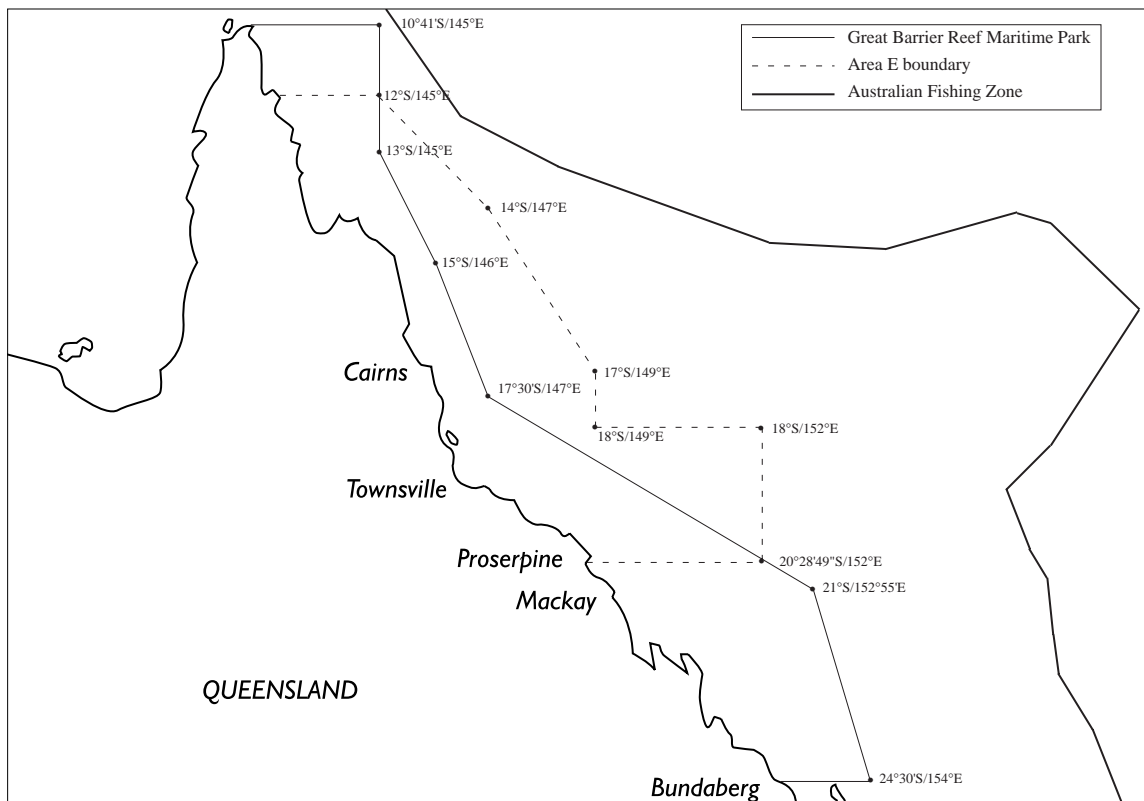 10°41'S/145°E
Great Barrier Reef Maritime Park
Area E boundary
Australian Fishing Zone
12°S/145°E
13°S/145°E
14°S/147°E
15°S/146°E
Cairns
17°S/149°E
17°30'S/147°E
18°S/149°E
18°S/152°E
Townsville
Proserpine
20°28'49"S/152°E
Mackay
21°S/152°55'E
QUEENSLAND
Bundaberg
24°30'S/154°E